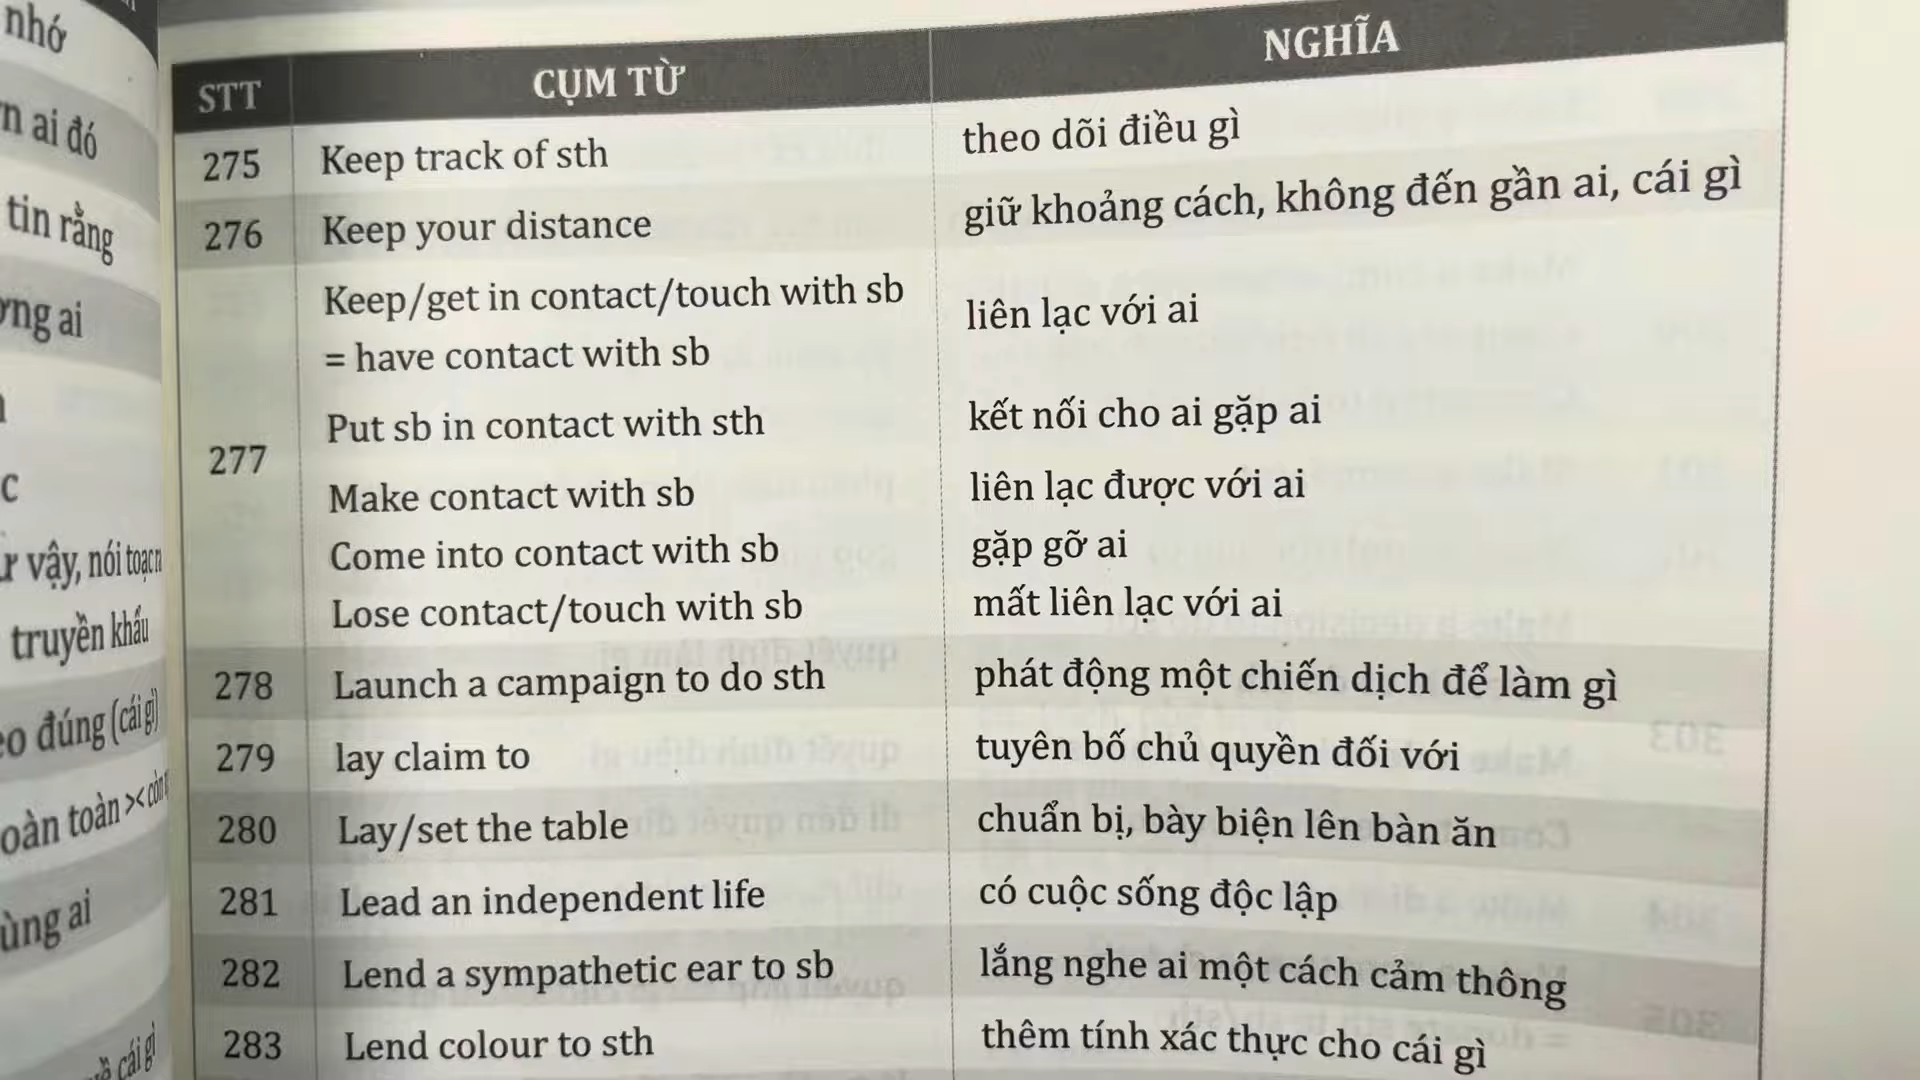 nhớ
ai đó
tin rằng
ai
vậy, nói toạc
truyền khẩu
đúng (cái gì)
toàn ><
ai
cái gì
STT CỤM TỪ NGHĨA
275 Keep track of sth theo dõi điều gì
276 Keep your distance giữ khoảng cách, không đến gần ai, cái gì
Keep/get in contact/touch with sb liên lạc với ai
= have contact with sb
277 Put sb in contact with sth kết nối cho ai gặp ai
Make contact with sb liên lạc được với ai
Come into contact with sb gặp gỡ ai
Lose contact/touch with sb mất liên lạc với ai
278 Launch a campaign to do sth phát động một chiến dịch để làm gì
279 lay claim to tuyên bố chủ quyền đối với
280 Lay/set the table chuẩn bị, bày biện lên bàn ăn
281 Lead an independent life có cuộc sống độc lập
282 Lend a sympathetic ear to sb lắng nghe ai một cách cảm thông
283 Lend colour to sth thêm tính xác thực cho cái gì